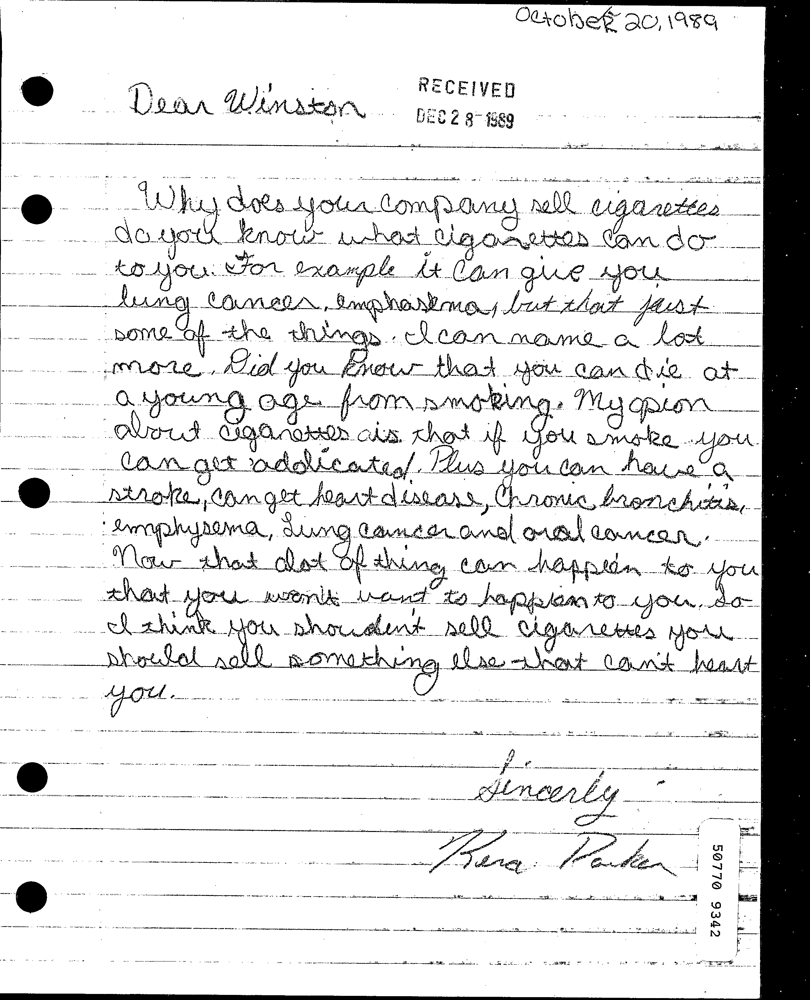 October 20, 1989
Dear Winston
RECEIVED
DEC 28 1989
Why does your company sell cigarettes
do you know what cigarettes can do
to you. For example it can give you
lung cancer, emphaskma, but that just
some of the things. I can name a lot
more. Did you know that you can die at
a young age from smoking. My opion
about cigarettes is that if you smoke you
can get addicated. Plus you can have a
stroke, can get heart disease, Chronic bronchitis,
emphysema, Lung cancer and oral cancer.
Now that alot of thing can happien to you
that you won't want to happien to you. So
I think you shouldent sell cigarettes you
should sell something else that can't heart
you.
Sincerly
Kera Parker
50770 9342